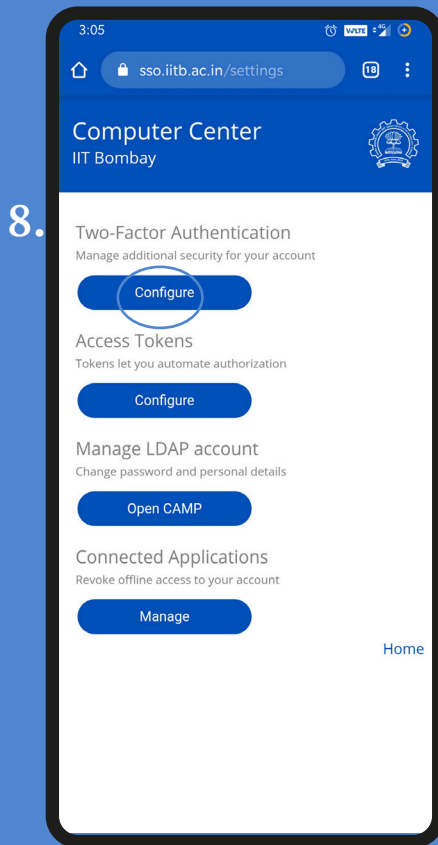 3:05
VoLTE 4G
sso.iitb.ac.in/settings
18
Computer Center
IIT Bombay
8.
Two-Factor Authentication
Manage additional security for your account
Configure
Access Tokens
Tokens let you automate authorization
Configure
Manage LDAP account
Change password and personal details
Open CAMP
Connected Applications
Revoke offline access to your account
Manage
Home